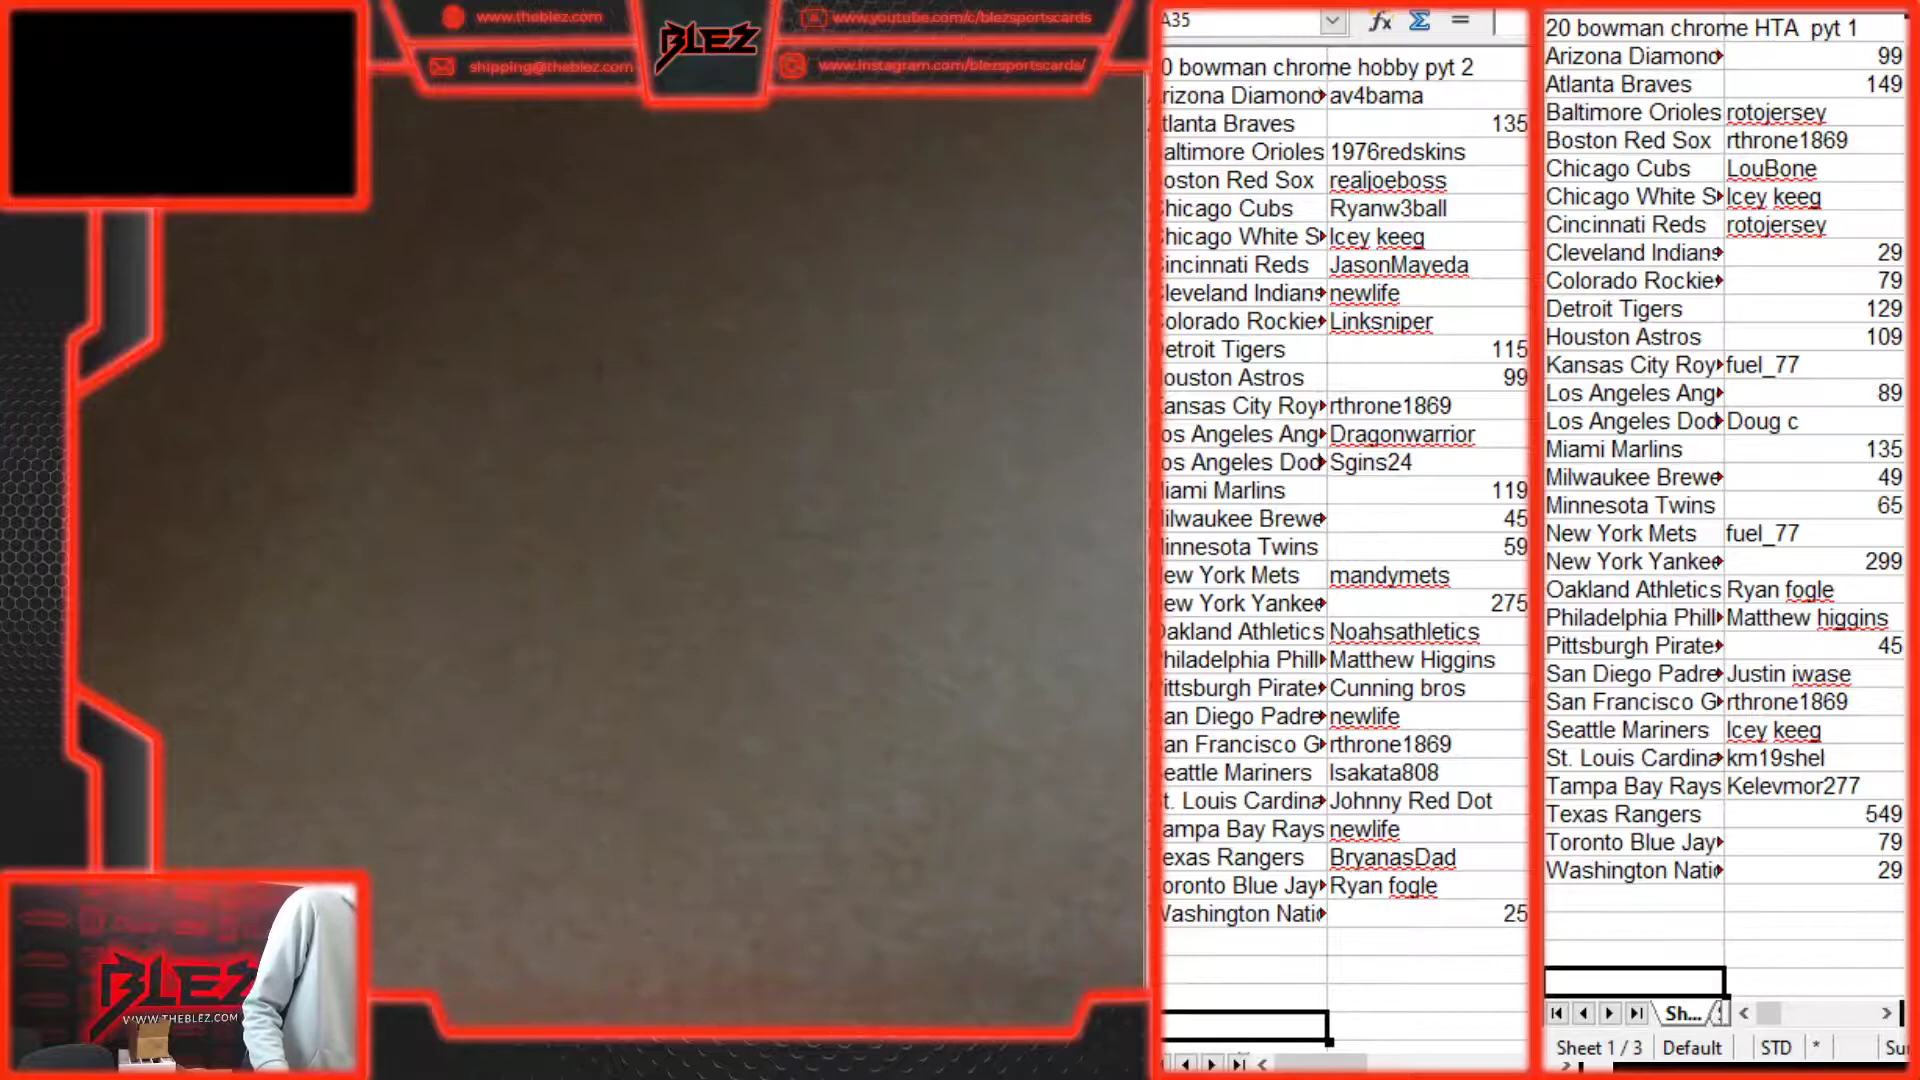 www.theblez.com
shipping@theblez.com
BLEZ
www.youtube.com/c/blezsportscards
www.instagram.com/blezsportscards/
A35
0 bowman chrome hobby pyt 2
rizona Diamond av4bama
tlanta Braves 135
altimore Orioles 1976redskins
oston Red Sox realjoeboss
hicago Cubs Ryanw3ball
hicago White S Icey keeg
incinnati Reds JasonMayeda
leveland Indians newlife
olorado Rockie Linksniper
etroit Tigers 115
ouston Astros 99
ansas City Roy rthrone1869
os Angeles Ang Dragonwarrior
os Angeles Dod Sgins24
iami Marlins 119
ilwaukee Brewe 45
innesota Twins 59
ew York Mets mandymets
ew York Yankee 275
Oakland Athletics Noahsathletics
hiladelphia Phill Matthew Higgins
ittsburgh Pirate Cunning bros
an Diego Padre newlife
an Francisco G rthrone1869
eattle Mariners Isakata808
t. Louis Cardina Johnny Red Dot
ampa Bay Rays newlife
exas Rangers BryanasDad
oronto Blue Jay Ryan fogle
Washington Nati 25
20 bowman chrome HTA pyt 1
Arizona Diamond 99
Atlanta Braves 149
Baltimore Orioles rotojersey
Boston Red Sox rthrone1869
Chicago Cubs LouBone
Chicago White S Icey keeg
Cincinnati Reds rotojersey
Cleveland Indians 29
Colorado Rockie 79
Detroit Tigers 129
Houston Astros 109
Kansas City Roy fuel_77
Los Angeles Ang 89
Los Angeles Dod Doug c
Miami Marlins 135
Milwaukee Brewe 49
Minnesota Twins 65
New York Mets fuel_77
New York Yankee 299
Oakland Athletics Ryan fogle
Philadelphia Phill Matthew higgins
Pittsburgh Pirate 45
San Diego Padre Justin iwase
San Francisco G rthrone1869
Seattle Mariners Icey keeg
St. Louis Cardina km19shel
Tampa Bay Rays Kelevmor277
Texas Rangers 549
Toronto Blue Jay 79
Washington Nati 29
Sh...
Sheet 1 / 3 Default STD * Su
BLEZ
WWW.THEBLEZ.COM